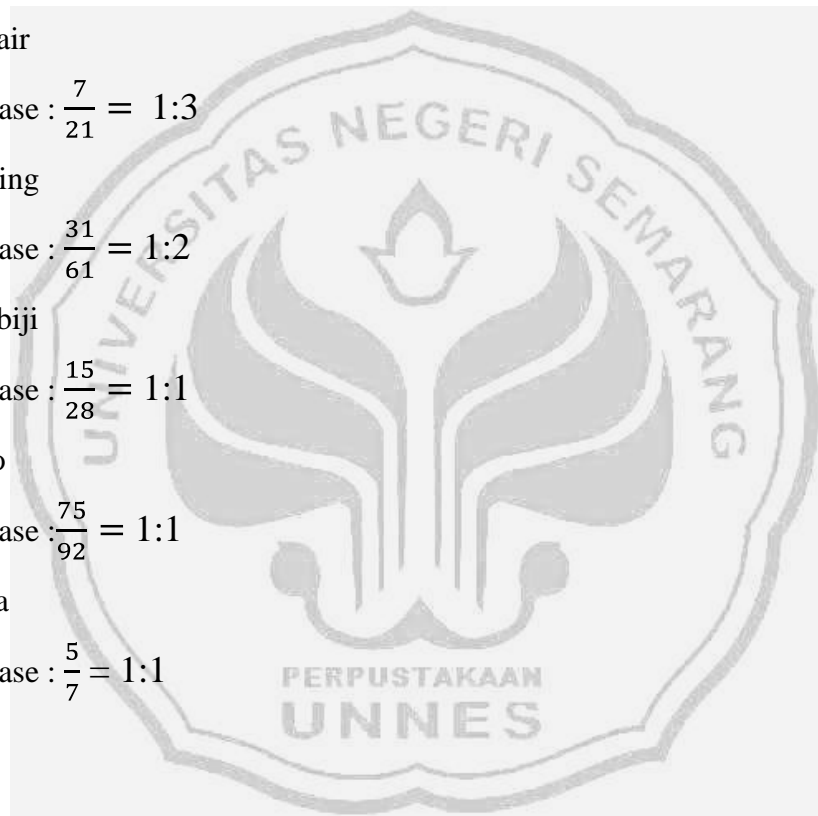 air
ase : 7/21 = 1:3
ing
ase : 31/61 = 1:2
biji
ase : 15/28 = 1:1
o
ase : 75/92 = 1:1
a
ase : 5/7 = 1:1
UNIVERSITAS NEGERI SEMARANG
PERPUSTAKAAN
UNNES